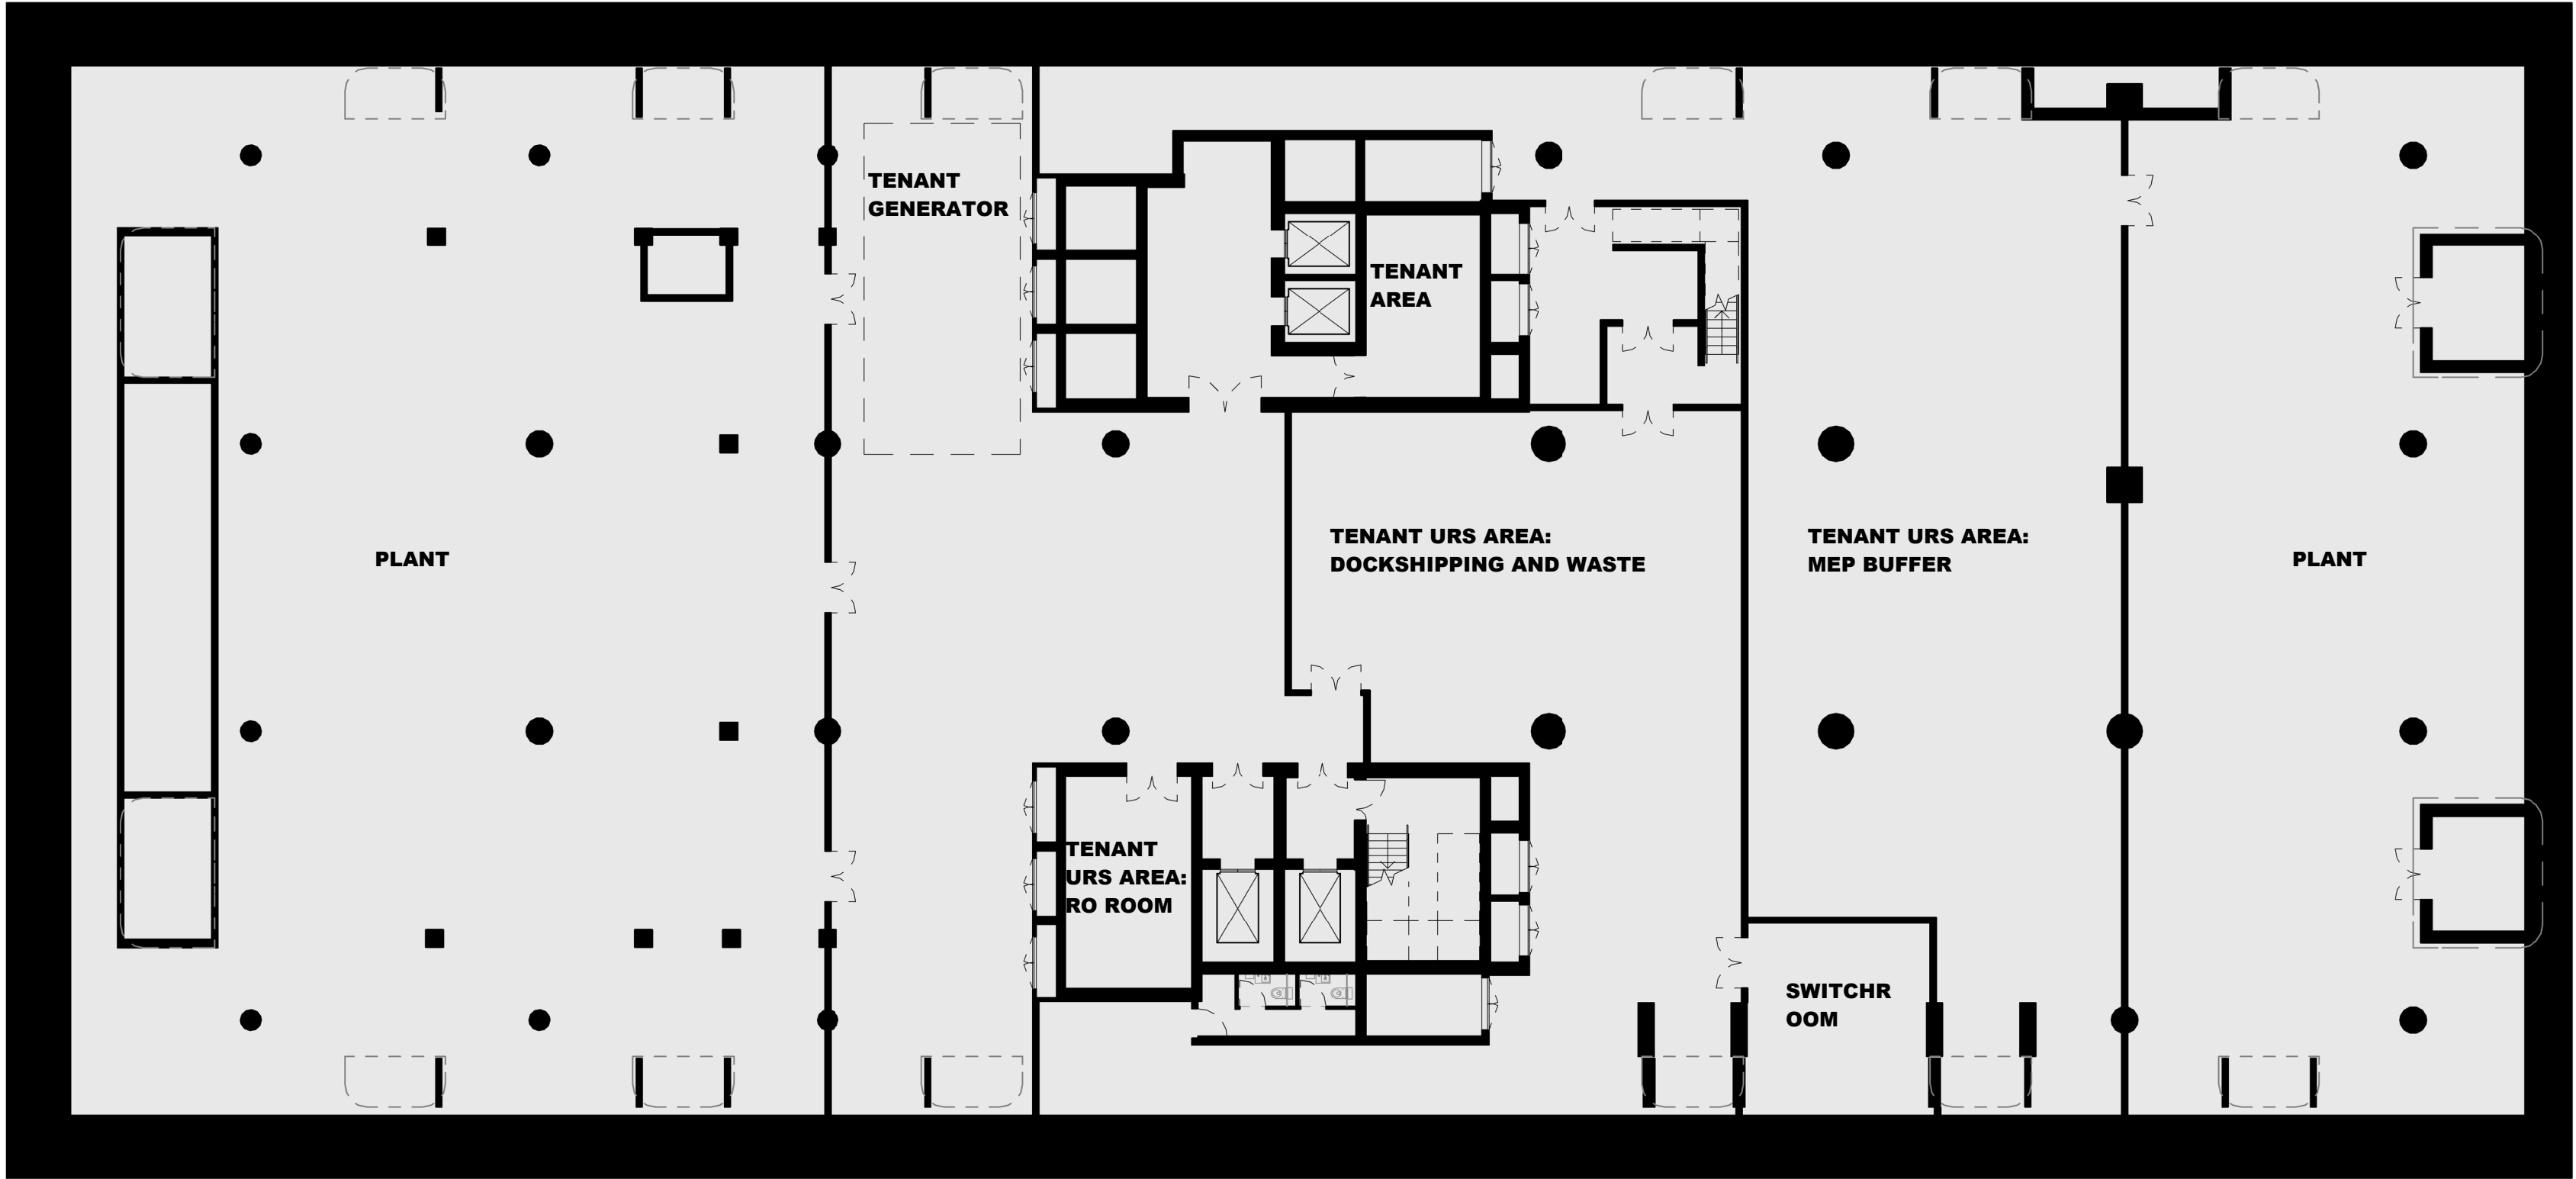 TENANT
GENERATOR
TENANT
AREA
PLANT
TENANT URS AREA:
DOCKSHIPPING AND WASTE
TENANT URS AREA:
MEP BUFFER
PLANT
TENANT
URS AREA:
RO ROOM
SWITCHR
OOM